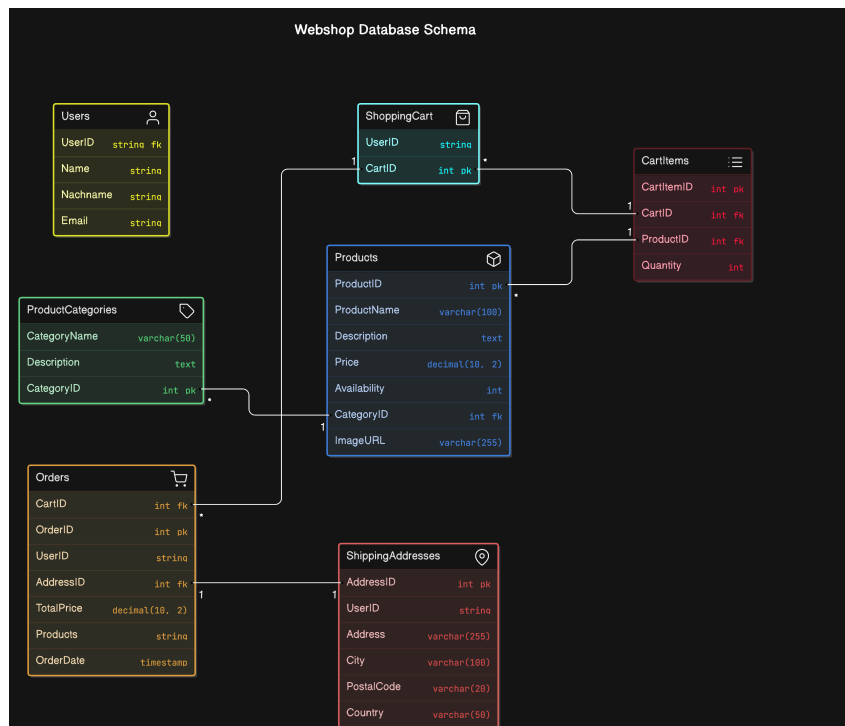 Webshop Database Schema
Users
UserID string fk
Name string
Nachname string
Email string
ShoppingCart
UserID string
CartID int pk
1
*
CartItems
CartItemID int pk
CartID int fk
ProductID int fk
Quantity int
1
1
Products
ProductID int pk
ProductName varchar(100)
Description text
Price decimal(10, 2)
Availability int
CategoryID int fk
ImageURL varchar(255)
*
1
ProductCategories
CategoryName varchar(50)
Description text
CategoryID int pk
*
Orders
CartID int fk
OrderID int pk
UserID string
AddressID int fk
TotalPrice decimal(10, 2)
Products string
OrderDate timestamp
*
1
ShippingAddresses
AddressID int pk
UserID string
Address varchar(255)
City varchar(100)
PostalCode varchar(20)
Country varchar(50)
1